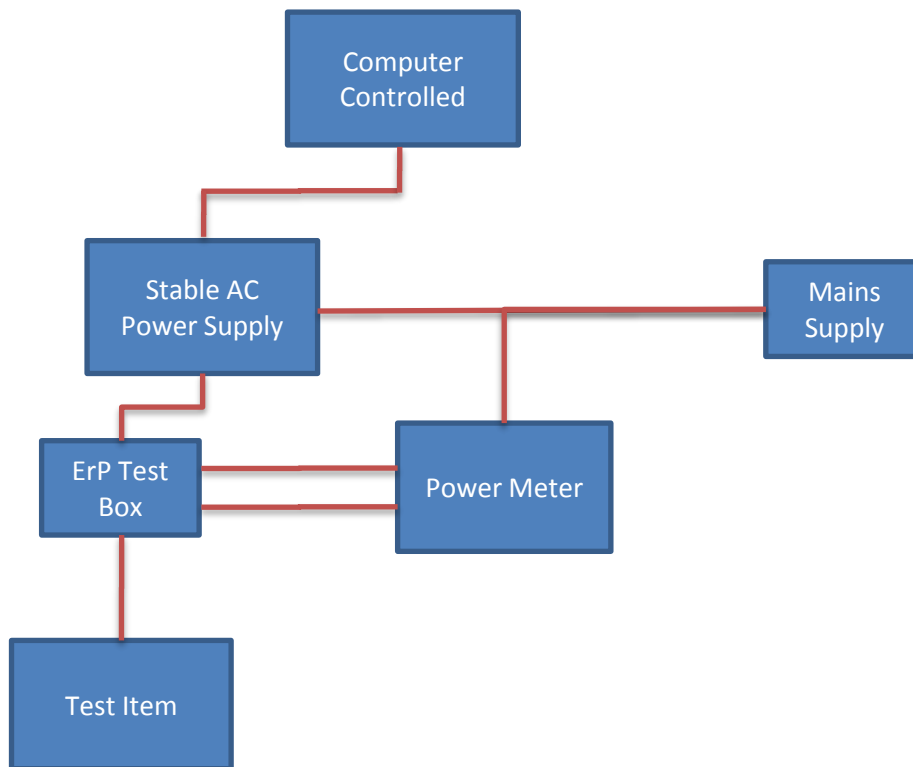 Computer
Controlled
Stable AC
Power Supply
Mains
Supply
ErP Test
Box
Power Meter
Test Item